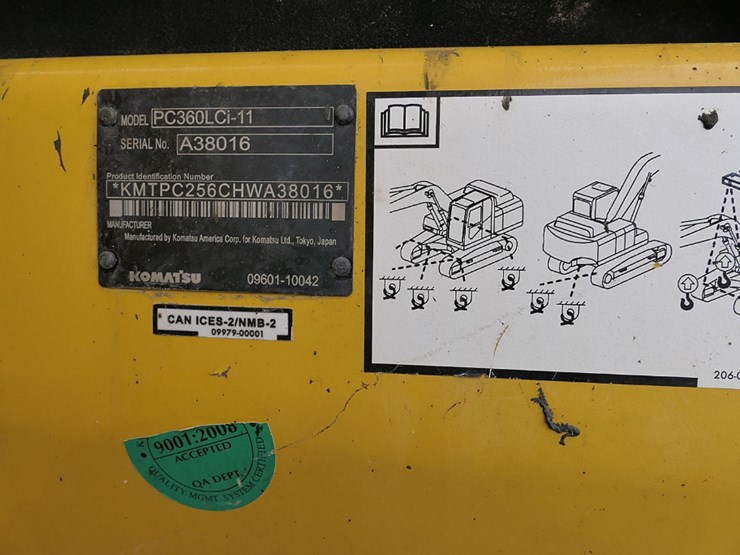 MODEL PC360LCi-11
SERIAL No. A38016
Product Identification Number
*KMTPC256CHWA38016*
MANUFACTURER
Manufactured by Komatsu America Corp. for Komatsu Ltd., Tokyo, Japan
KOMATSU 09601-10042
CAN ICES-2/NMB-2
09979-00001
206-0
9001:2008
ACCEPTED
QA DEPT.
QUALITY MGMT. SYSTEM CERTIFIED